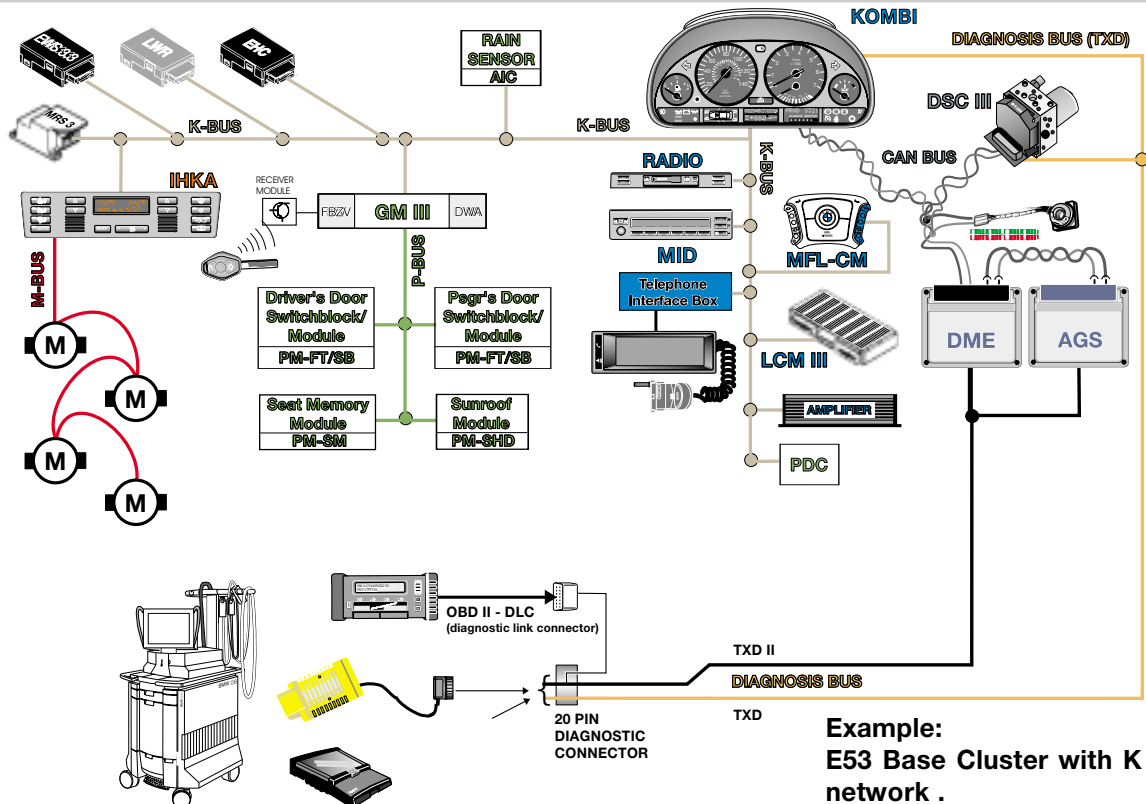 KOMBI
DIAGNOSIS BUS (TXD)
RAIN
SENSOR
AIC
LWR
EHC
MRS 3
K-BUS
K-BUS
DSC III
CAN BUS
K-BUS
IHKA
RECEIVER
MODULE
FBZV
GM III
DWA
RADIO
MID
MFL-CM
M-BUS
P-BUS
Telephone
Interface Box
Driver's Door
Switchblock/
Module
PM-FT/SB
Psgr's Door
Switchblock/
Module
PM-FT/SB
LCM III
DME
AGS
M
M
M
M
Seat Memory
Module
PM-SM
Sunroof
Module
PM-SHD
AMPLIFIER
PDC
OBD II - DLC
(diagnostic link connector)
TXD II
DIAGNOSIS BUS
TXD
20 PIN
DIAGNOSTIC
CONNECTOR
Example:
E53 Base Cluster with K
network .